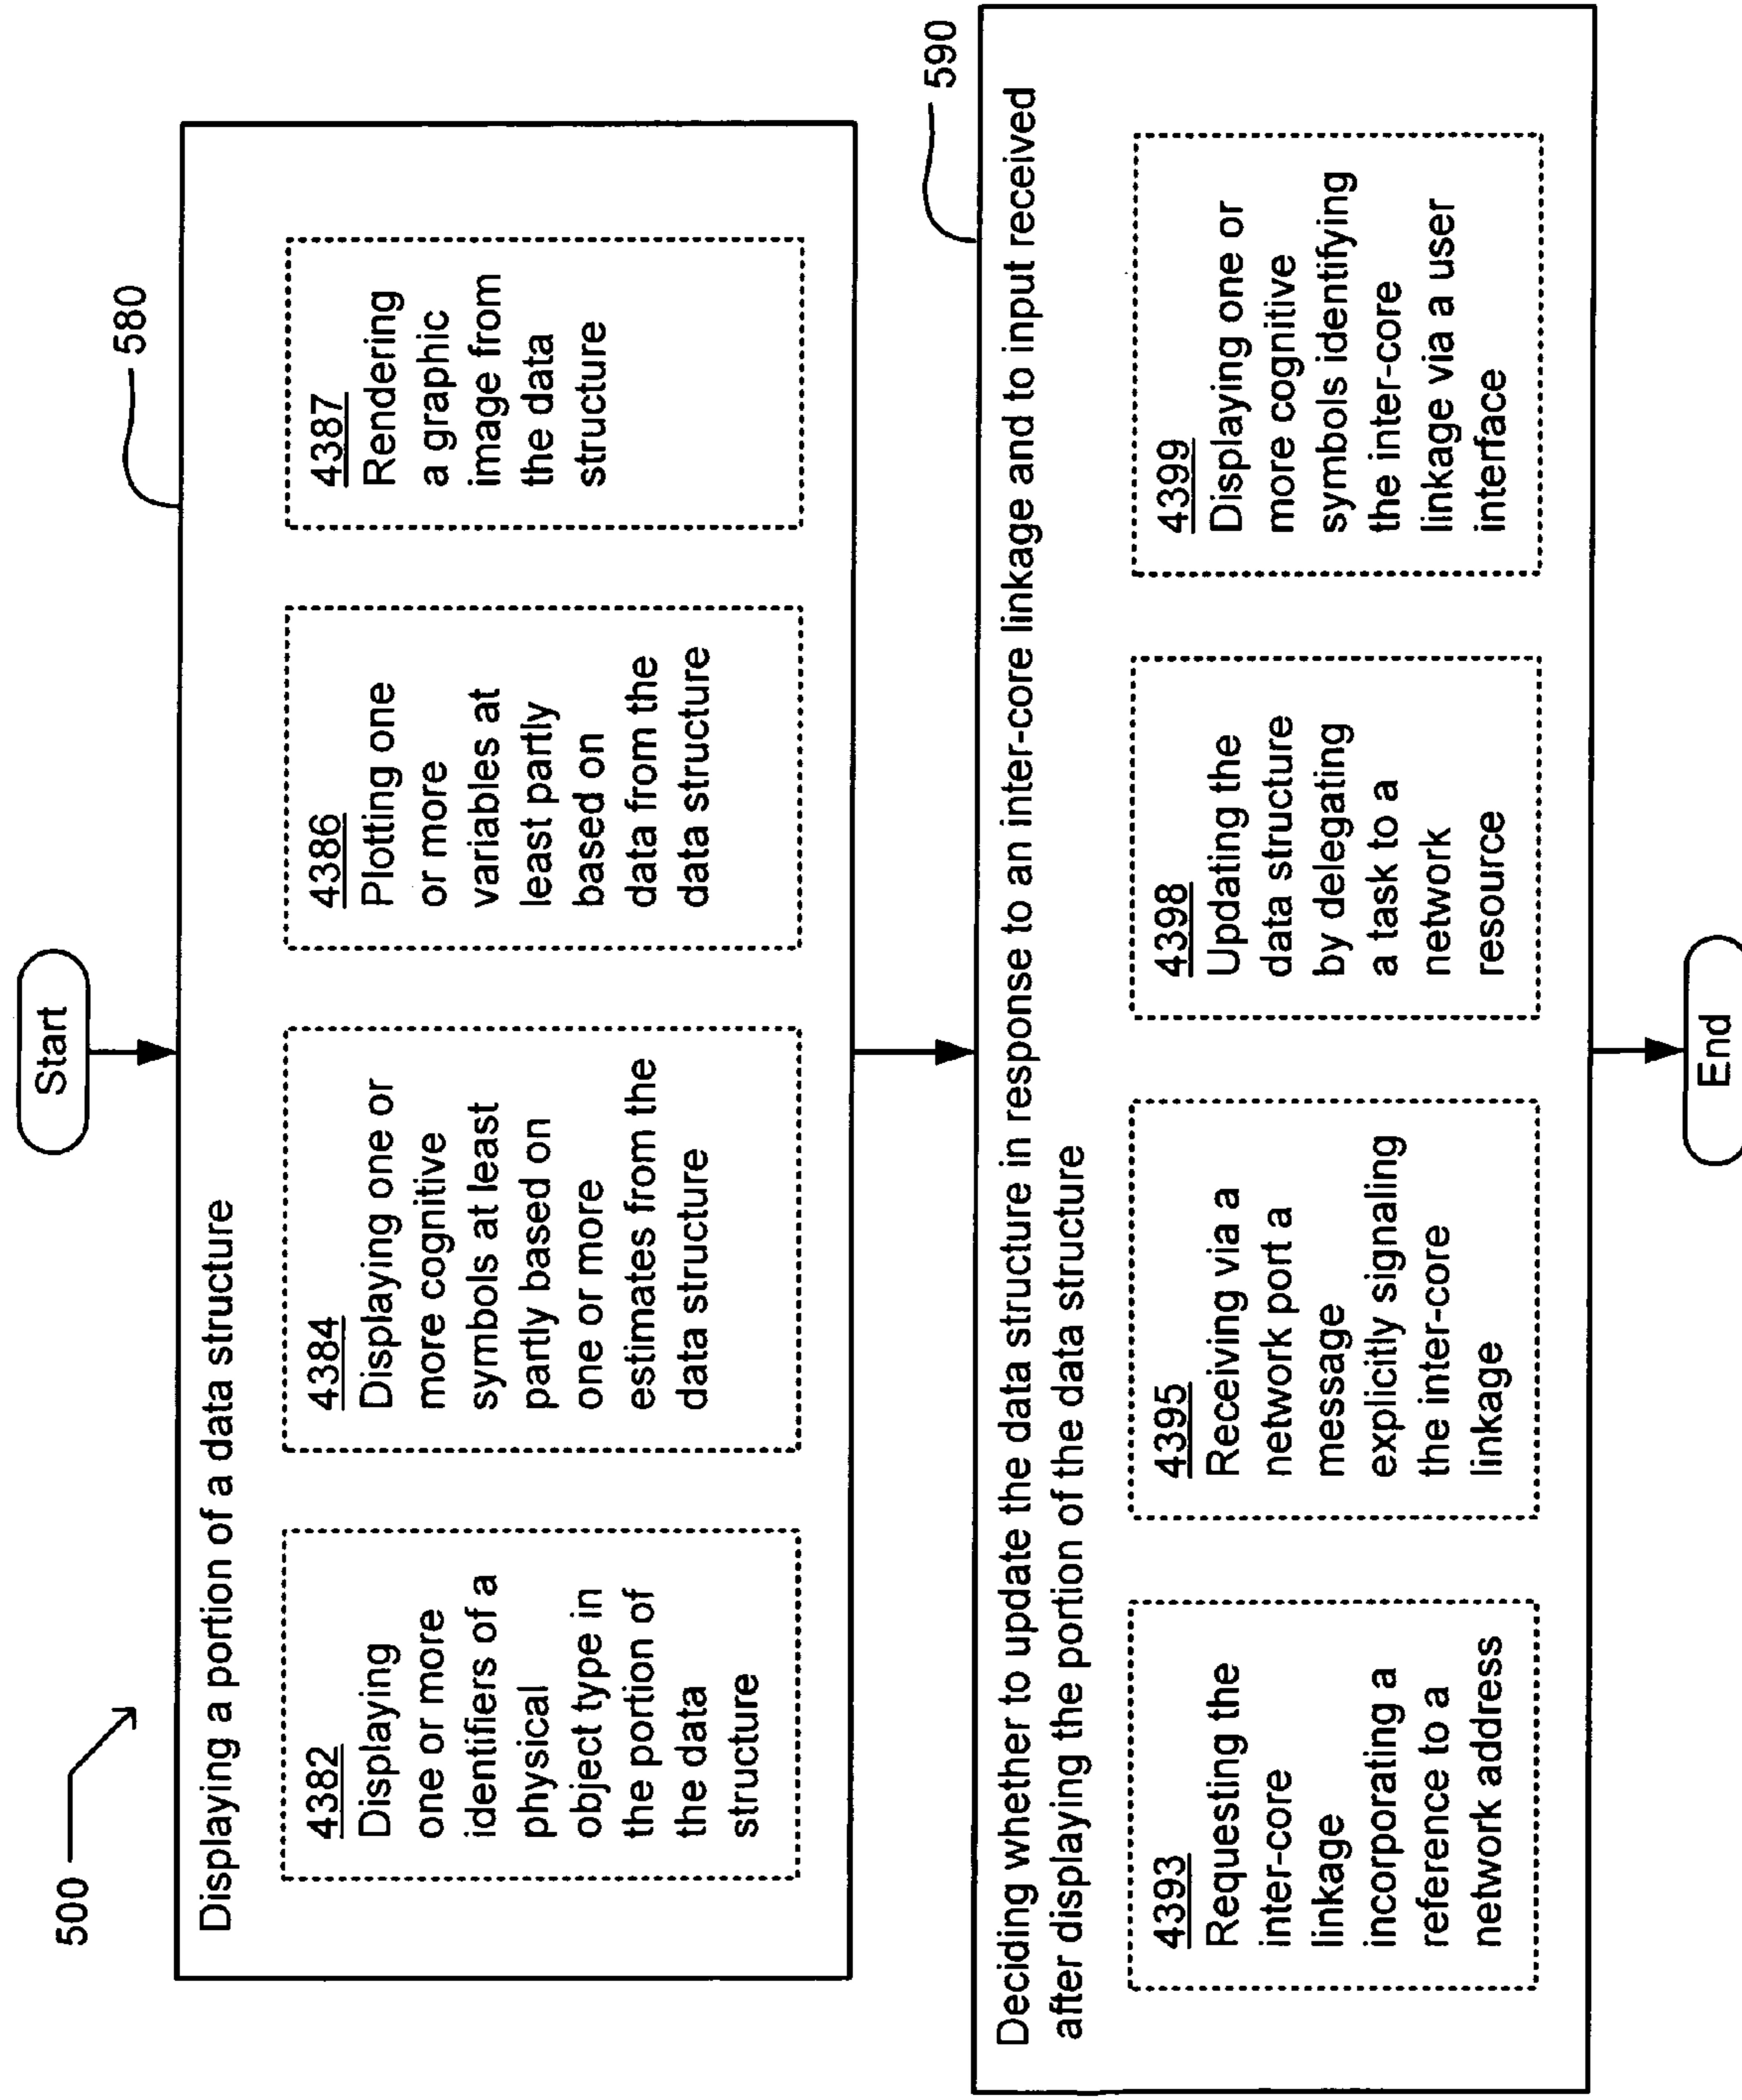 500
Start
580
Displaying a portion of a data structure
4382
Displaying
one or more
identifiers of a
physical
object type in
the portion of
the data
structure
4384
Displaying one or
more cognitive
symbols at least
partly based on
one or more
estimates from the
data structure
4386
Plotting one
or more
variables at
least partly
based on
data from the
data structure
4387
Rendering
a graphic
image from
the data
structure
590
Deciding whether to update the data structure in response to an inter-core linkage and to input received
after displaying the portion of the data structure
4393
Requesting the
inter-core
linkage
incorporating a
reference to a
network address
4395
Receiving via a
network port a
message
explicitly signaling
the inter-core
linkage
4398
Updating the
data structure
by delegating
a task to a
network
resource
4399
Displaying one or
more cognitive
symbols identifying
the inter-core
linkage via a user
interface
End